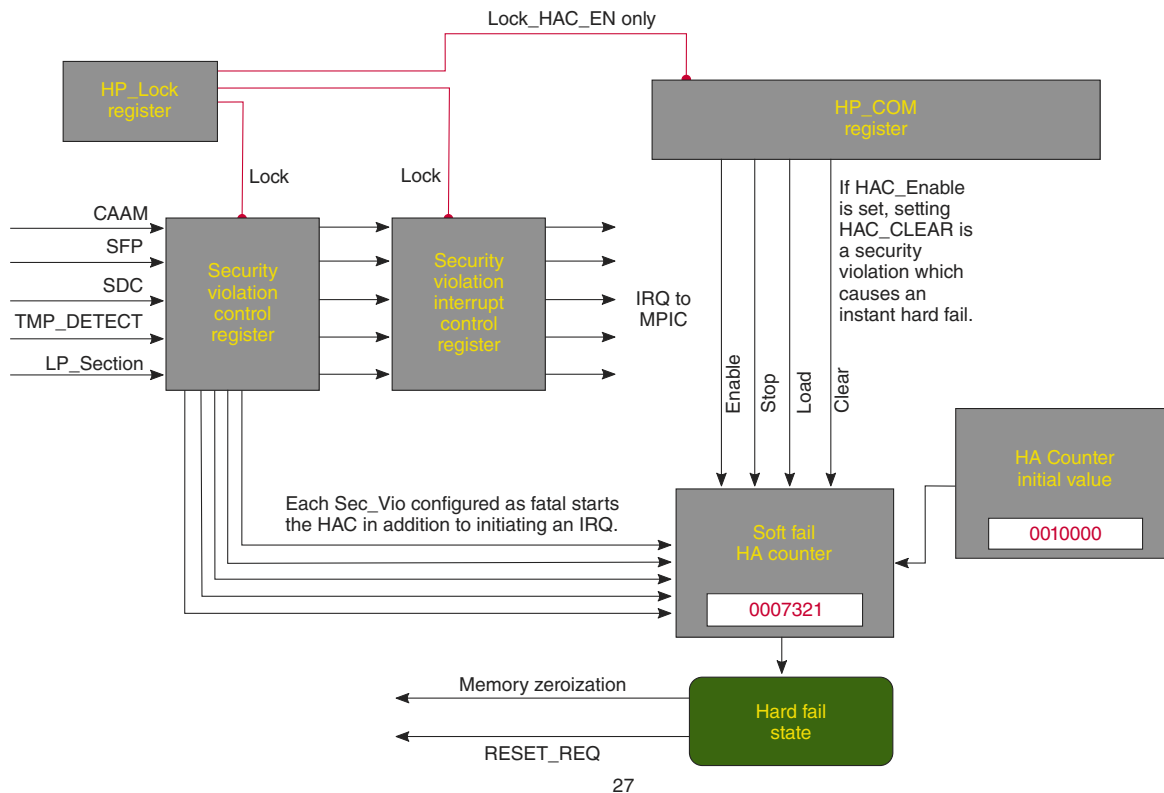 Lock_HAC_EN only
HP_Lock
register
HP_COM
register
Lock
Lock
CAAM
SFP
SDC
TMP_DETECT
LP_Section
Security
violation
control
register
Security
violation
interrupt
control
register
IRQ to
MPIC
If HAC_Enable
is set, setting
HAC_CLEAR is
a security
violation which
causes an
instant hard fail.
Enable
Stop
Load
Clear
HA Counter
initial value
0010000
Each Sec_Vio configured as fatal starts
the HAC in addition to initiating an IRQ.
Soft fail
HA counter
0007321
Memory zeroization
RESET_REQ
Hard fail
state
27